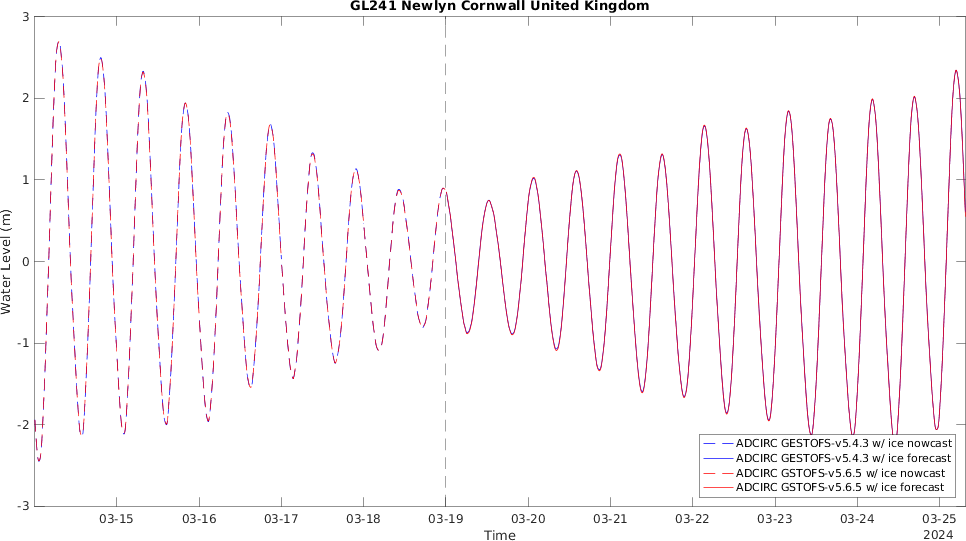 GL241 Newlyn Cornwall United Kingdom
3
2
1
0
-1
-2
-3
Water Level (m)
ADCIRC GESTOFS-v5.4.3 w/ ice nowcast
ADCIRC GESTOFS-v5.4.3 w/ ice forecast
ADCIRC GSTOFS-v5.6.5 w/ ice nowcast
ADCIRC GSTOFS-v5.6.5 w/ ice forecast
03-15 03-16 03-17 03-18 03-19 03-20 03-21 03-22 03-23 03-24 03-25
Time
2024